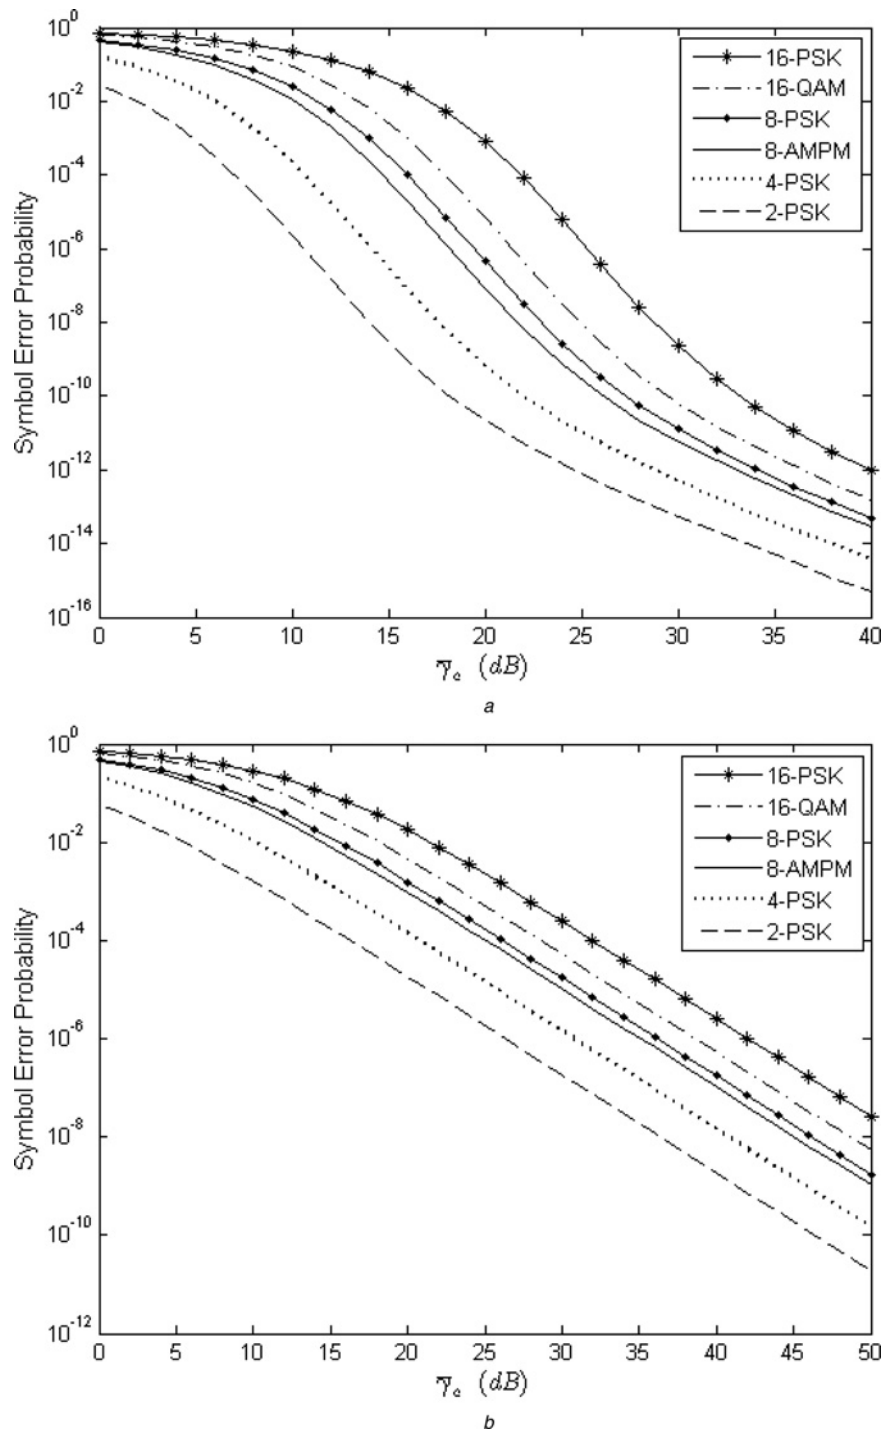 10^0
10^-2
10^-4
10^-6
10^-8
10^-10
10^-12
10^-14
10^-16
Symbol Error Probability
16-PSK
16-QAM
8-PSK
8-AMPM
4-PSK
2-PSK
0 5 10 15 20 25 30 35 40
γ̄_c (dB)
a
10^0
10^-2
10^-4
10^-6
10^-8
10^-10
10^-12
Symbol Error Probability
16-PSK
16-QAM
8-PSK
8-AMPM
4-PSK
2-PSK
0 5 10 15 20 25 30 35 40 45 50
γ̄_c (dB)
b